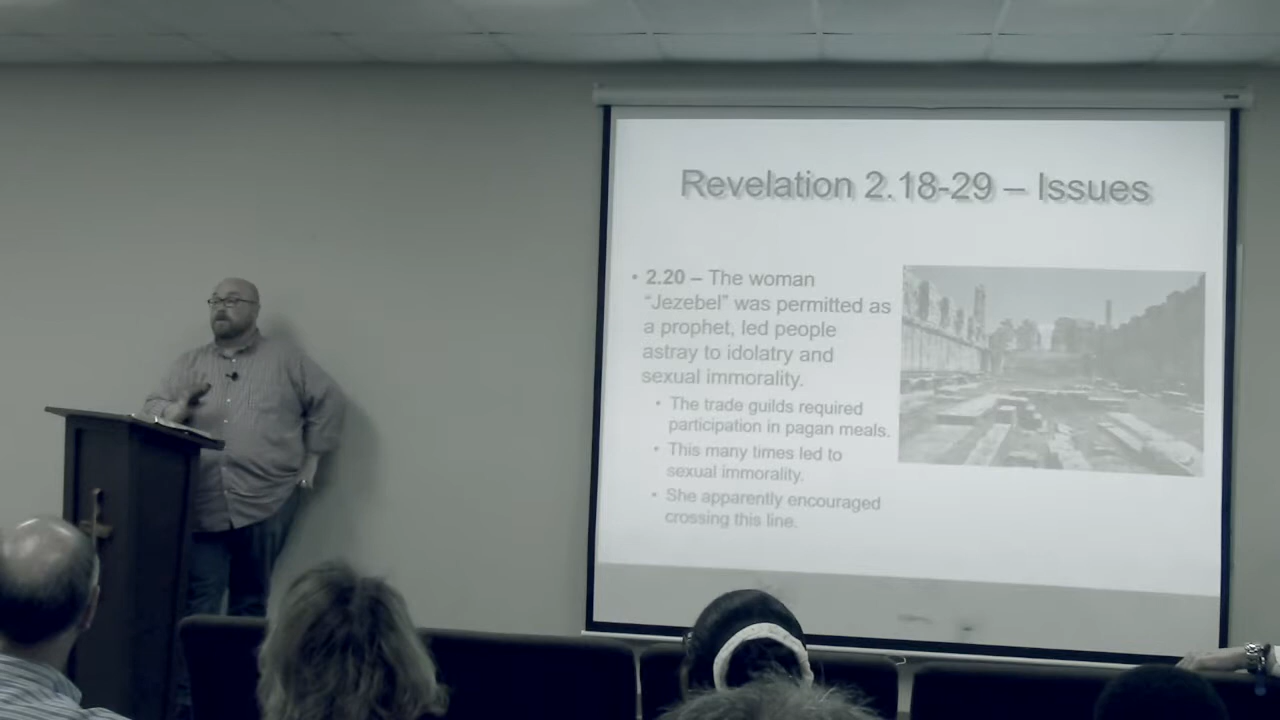 Revelation 2.18-29 – Issues
• 2.20 – The woman
"Jezebel" was permitted as
a prophet, led people
astray to idolatry and
sexual immorality.
• The trade guilds required
participation in pagan meals.
• This many times led to
sexual immorality.
• She apparently encouraged
crossing this line.